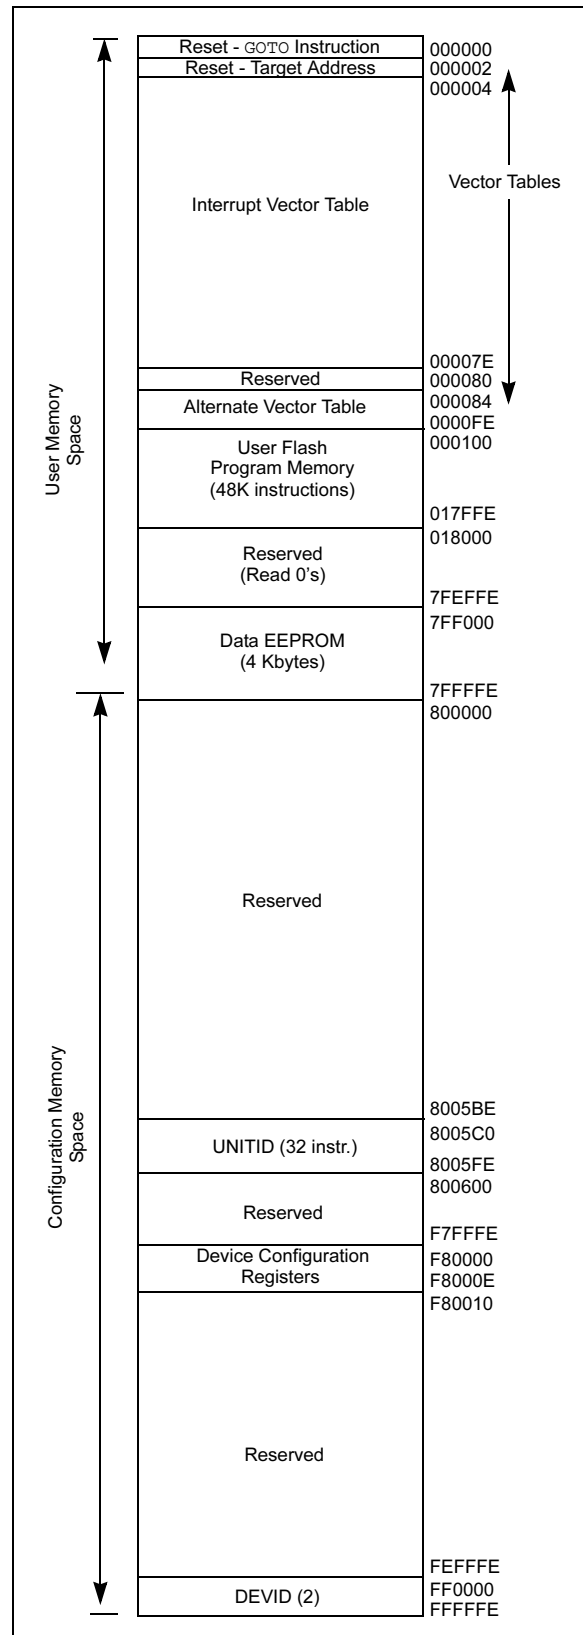 Reset - GOTO Instruction
000000
Reset - Target Address
000002
000004
Vector Tables
Interrupt Vector Table
00007E
Reserved
000080
Alternate Vector Table
000084
0000FE
User Flash
Program Memory
(48K instructions)
000100
017FFE
018000
Reserved
(Read 0's)
7FEFFE
7FF000
Data EEPROM
(4 Kbytes)
7FFFFE
User Memory
Space
800000
Reserved
8005BE
8005C0
UNITID (32 instr.)
8005FE
800600
Reserved
F7FFFE
Device Configuration
Registers
F80000
F8000E
F80010
Reserved
FEFFFE
DEVID (2)
FF0000
FFFFFE
Configuration Memory
Space